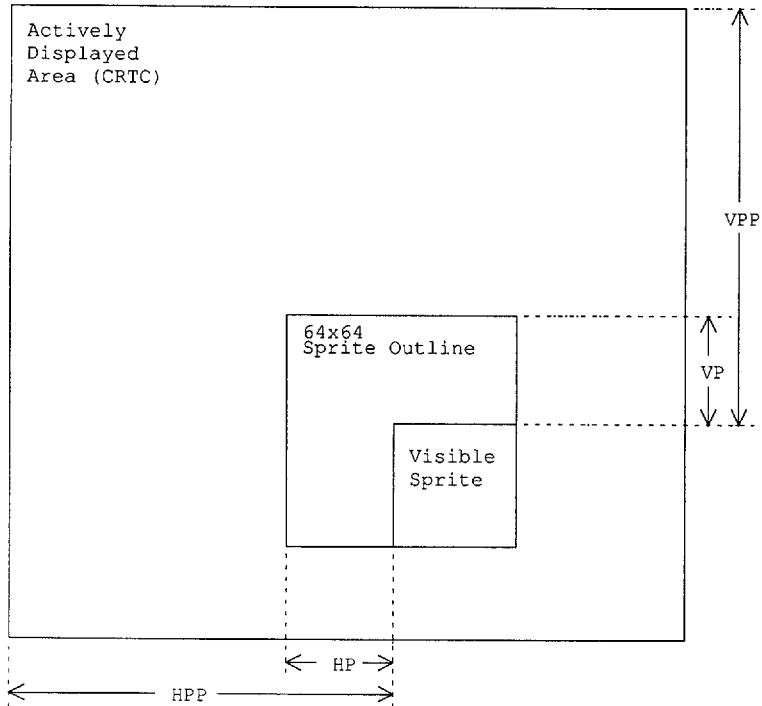 Actively
Displayed
Area (CRTC)
VPP
64x64
Sprite Outline
VP
Visible
Sprite
HP
HPP